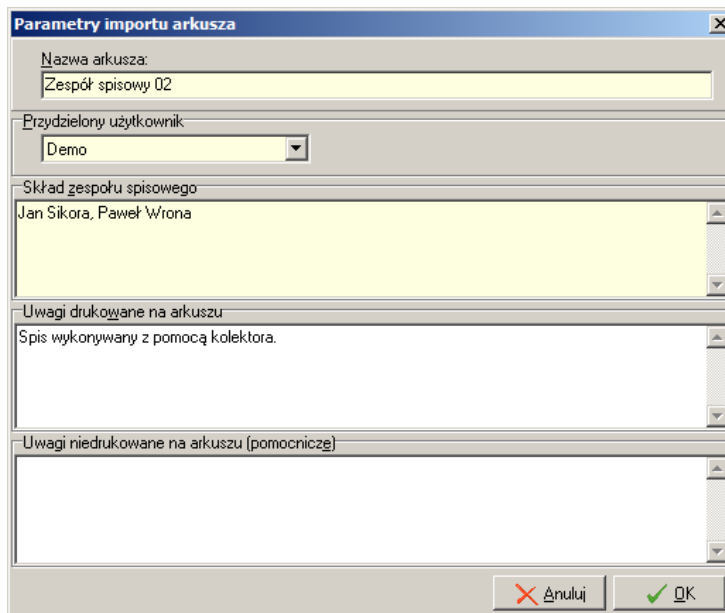 Parametry importu arkusza
Nazwa arkusza:
Zespół spisowy 02
Przydzielony użytkownik
Demo
Skład zespołu spisowego
Jan Sikora, Paweł Wrona
Uwagi drukowane na arkuszu
Spis wykonywany z pomocą kolektora.
Uwagi niedrukowane na arkuszu (pomocnicze)
Anuluj
OK